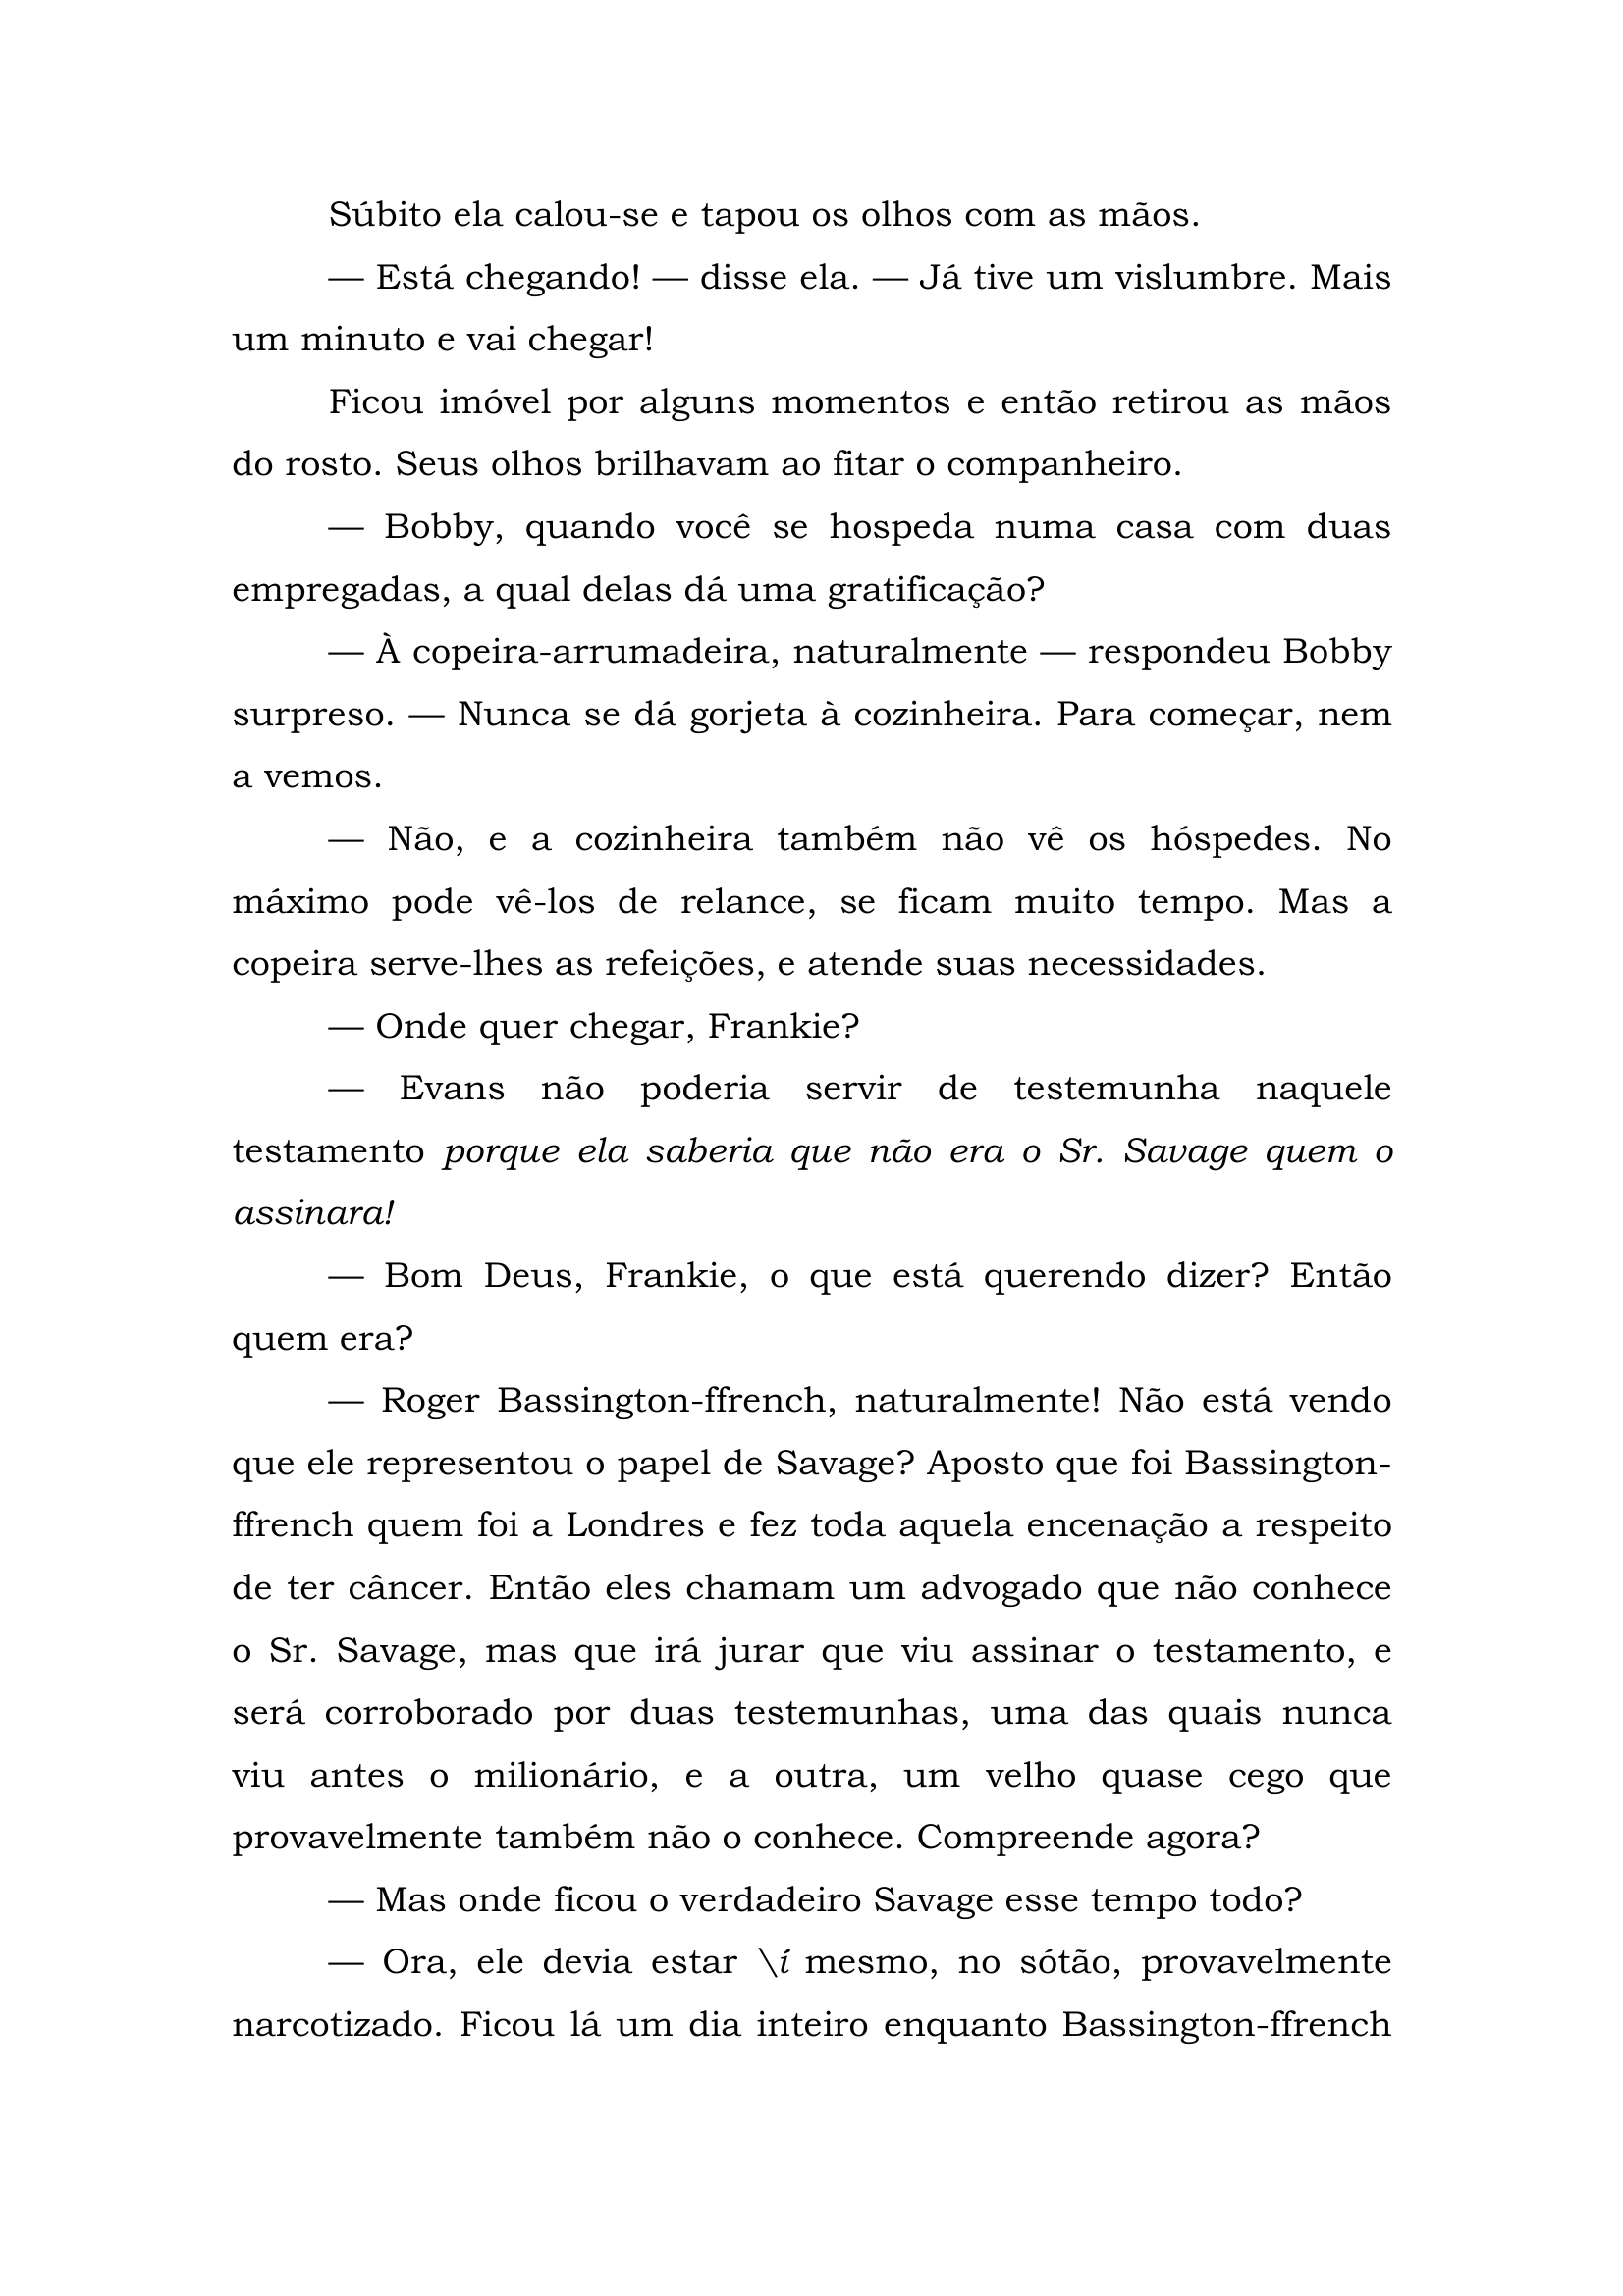 Súbito ela calou-se e tapou os olhos com as mãos.
— Está chegando! — disse ela. — Já tive um vislumbre. Mais
um minuto e vai chegar!
Ficou imóvel por alguns momentos e então retirou as mãos
do rosto. Seus olhos brilhavam ao fitar o companheiro.
— Bobby, quando você se hospeda numa casa com duas
empregadas, a qual delas dá uma gratificação?
— À copeira-arrumadeira, naturalmente — respondeu Bobby
surpreso. — Nunca se dá gorjeta à cozinheira. Para começar, nem
a vemos.
— Não, e a cozinheira também não vê os hóspedes. No
máximo pode vê-los de relance, se ficam muito tempo. Mas a
copeira serve-lhes as refeições, e atende suas necessidades.
— Onde quer chegar, Frankie?
— Evans não poderia servir de testemunha naquele
testamento porque ela saberia que não era o Sr. Savage quem o
assinara!
— Bom Deus, Frankie, o que está querendo dizer? Então
quem era?
— Roger Bassington-ffrench, naturalmente! Não está vendo
que ele representou o papel de Savage? Aposto que foi Bassington-
ffrench quem foi a Londres e fez toda aquela encenação a respeito
de ter câncer. Então eles chamam um advogado que não conhece
o Sr. Savage, mas que irá jurar que viu assinar o testamento, e
será corroborado por duas testemunhas, uma das quais nunca
viu antes o milionário, e a outra, um velho quase cego que
provavelmente também não o conhece. Compreende agora?
— Mas onde ficou o verdadeiro Savage esse tempo todo?
— Ora, ele devia estar \í mesmo, no sótão, provavelmente
narcotizado. Ficou lá um dia inteiro enquanto Bassington-ffrench